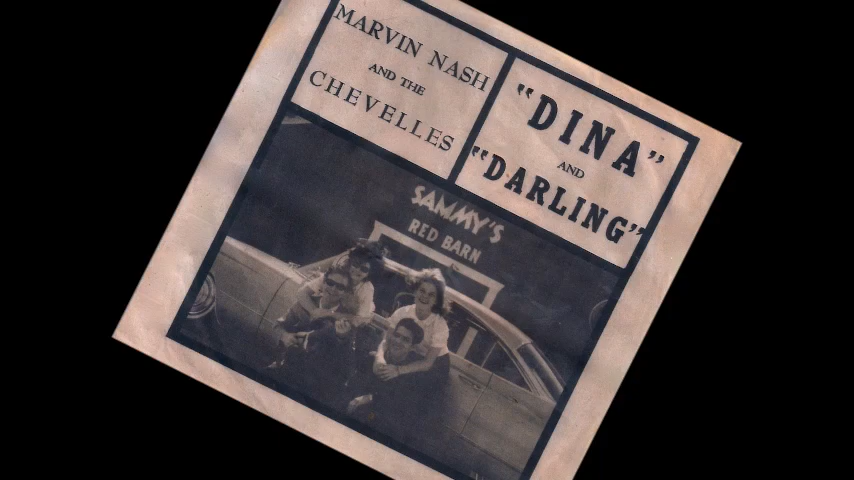 MARVIN NASH
AND THE
CHEVELLES
"DINA"
AND
"DARLING"
SAMMY'S
RED BARN